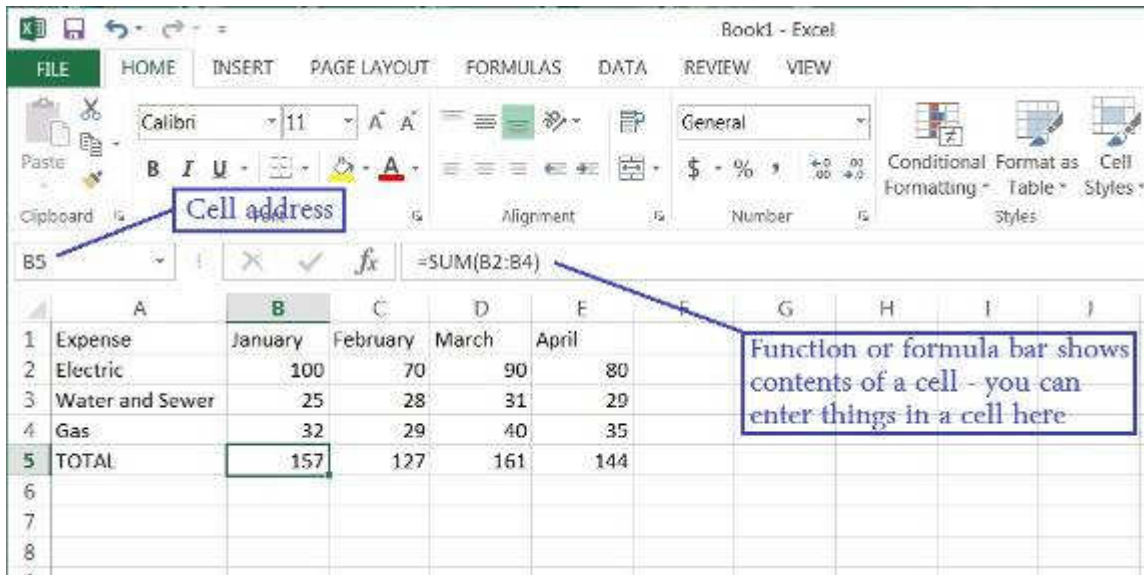 Book1 - Excel
FILE HOME INSERT PAGE LAYOUT FORMULAS DATA REVIEW VIEW
Calibri 11 A A General
Paste B I U A $ % , Conditional Format as Cell
Formatting Table Styles
Clipboard Alignment Number Styles
Cell address
B5 fx =SUM(B2:B4)
A B C D E F G H I J
1 Expense January February March April
2 Electric 100 70 90 80
3 Water and Sewer 25 28 31 29
4 Gas 32 29 40 35
5 TOTAL 157 127 161 144
6
7
8
Function or formula bar shows
contents of a cell - you can
enter things in a cell here